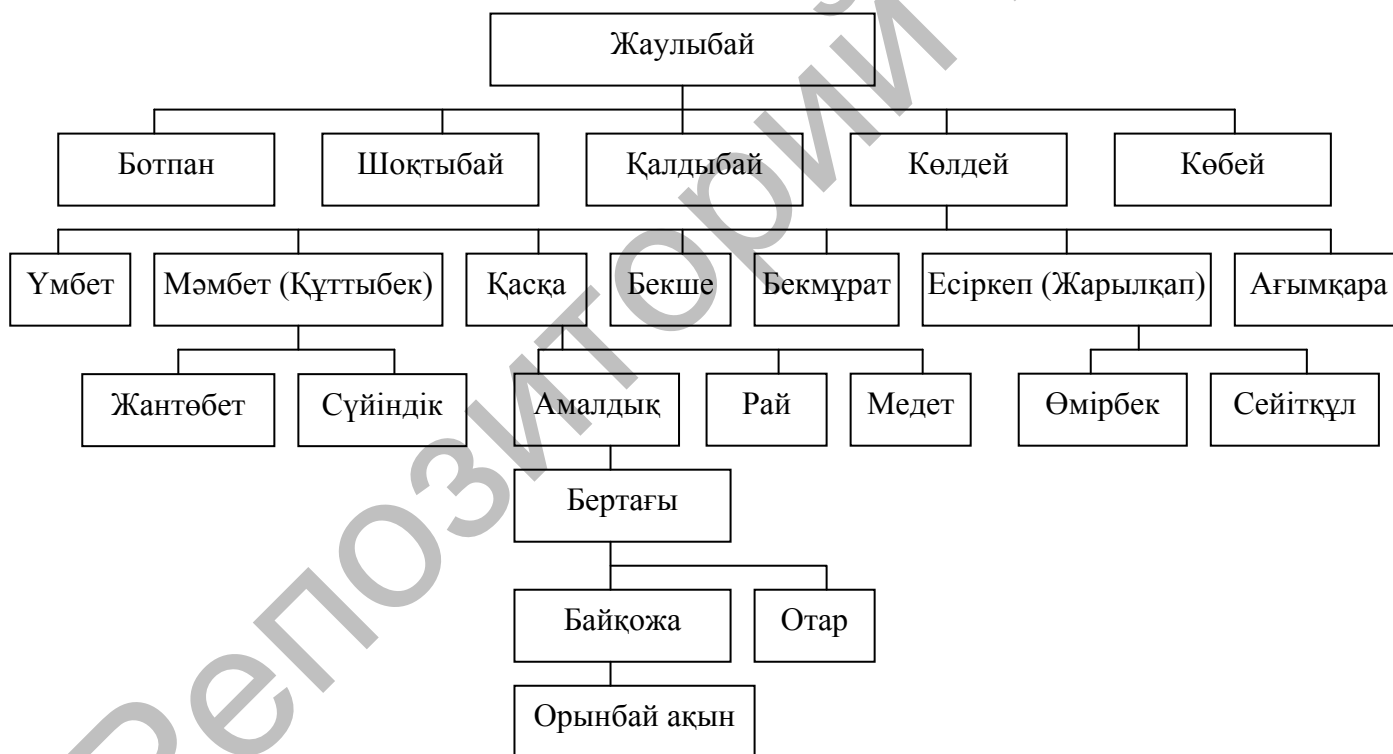 Жаулыбай
Ботпан Шоқтыбай Қалдыбай Көлдей Көбей
Үмбет Мәмбет (Құттыбек) Қасқа Бекше Бекмұрат Есіркеп (Жарылқап) Ағымқара
Жантөбет Сүйіндік Амалдық Рай Медет Өмірбек Сейітқұл
Бертағы
Байқожа Отар
Орынбай ақын
Репозиторий